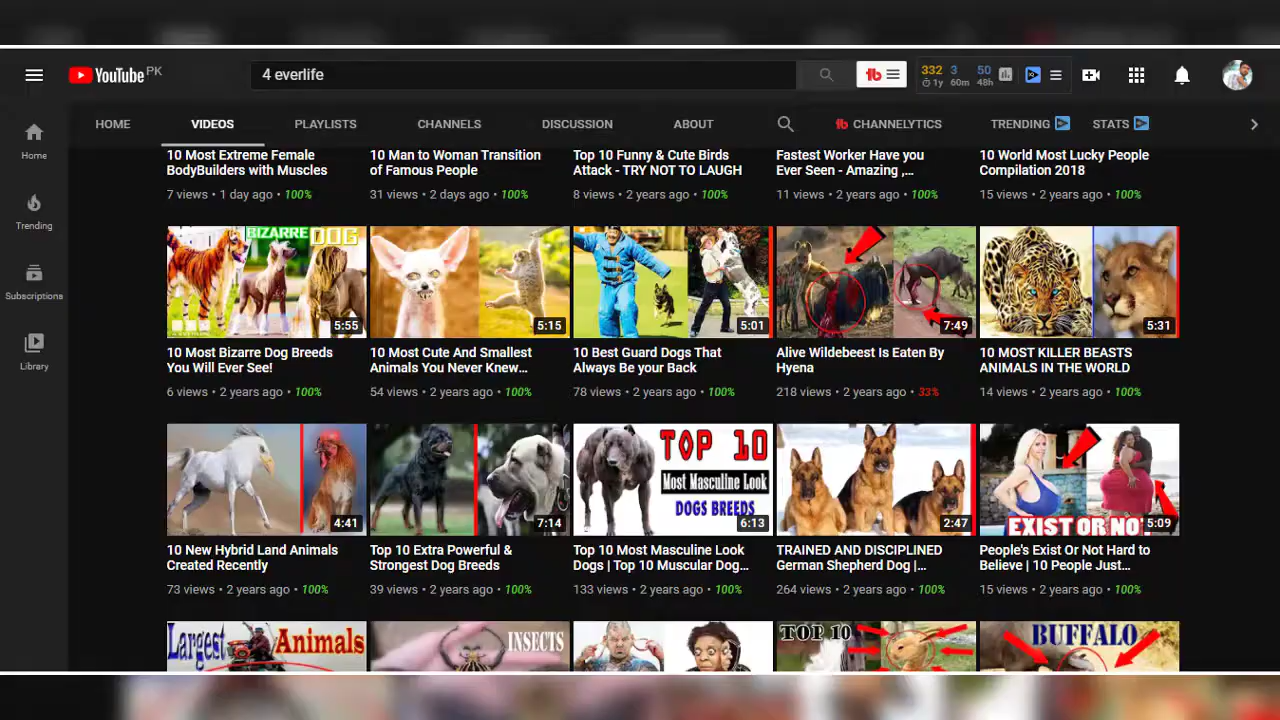 YouTube PK
4 everlife
332 3 50
1y 60m 48h
HOME VIDEOS PLAYLISTS CHANNELS DISCUSSION ABOUT CHANNELYTICS TRENDING STATS
Home
Trending
Subscriptions
Library
10 Most Extreme Female
BodyBuilders with Muscles
7 views • 1 day ago • 100%
10 Man to Woman Transition
of Famous People
31 views • 2 days ago • 100%
Top 10 Funny & Cute Birds
Attack - TRY NOT TO LAUGH
8 views • 2 years ago • 100%
Fastest Worker Have you
Ever Seen - Amazing ,...
11 views • 2 years ago • 100%
10 World Most Lucky People
Compilation 2018
15 views • 2 years ago • 100%
BIZARRE DOG
5:55
10 Most Bizarre Dog Breeds
You Will Ever See!
6 views • 2 years ago • 100%
5:15
10 Most Cute And Smallest
Animals You Never Knew...
54 views • 2 years ago • 100%
5:01
10 Best Guard Dogs That
Always Be your Back
78 views • 2 years ago • 100%
7:49
Alive Wildebeest Is Eaten By
Hyena
218 views • 2 years ago • 33%
5:31
10 MOST KILLER BEASTS
ANIMALS IN THE WORLD
14 views • 2 years ago • 100%
4:41
10 New Hybrid Land Animals
Created Recently
73 views • 2 years ago • 100%
7:14
Top 10 Extra Powerful &
Strongest Dog Breeds
39 views • 2 years ago • 100%
TOP 10
Most Masculine Look
DOGS BREEDS
6:13
Top 10 Most Masculine Look
Dogs | Top 10 Muscular Dog...
133 views • 2 years ago • 100%
2:47
TRAINED AND DISCIPLINED
German Shepherd Dog |...
264 views • 2 years ago • 100%
EXIST OR NO
5:09
People's Exist Or Not Hard to
Believe | 10 People Just...
15 views • 2 years ago • 100%
Largest Animals
INSECTS
TOP 10
BUFFALO